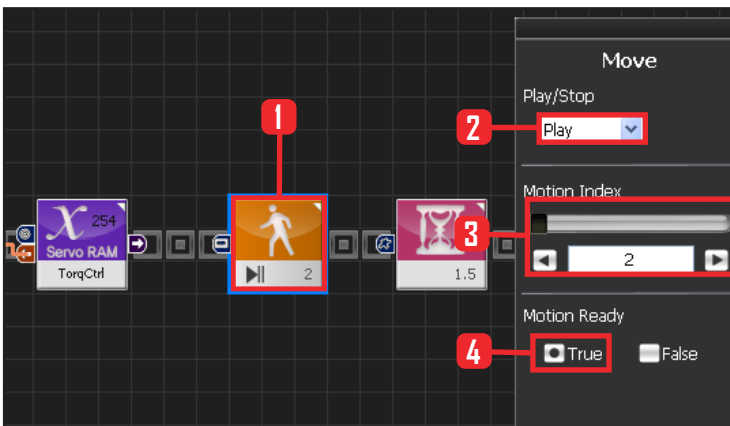 X 254
Servo RAM
TorqCtrl
1
2
1.5
Move
Play/Stop
2
Play
Motion Index
3
2
Motion Ready
4
True
False